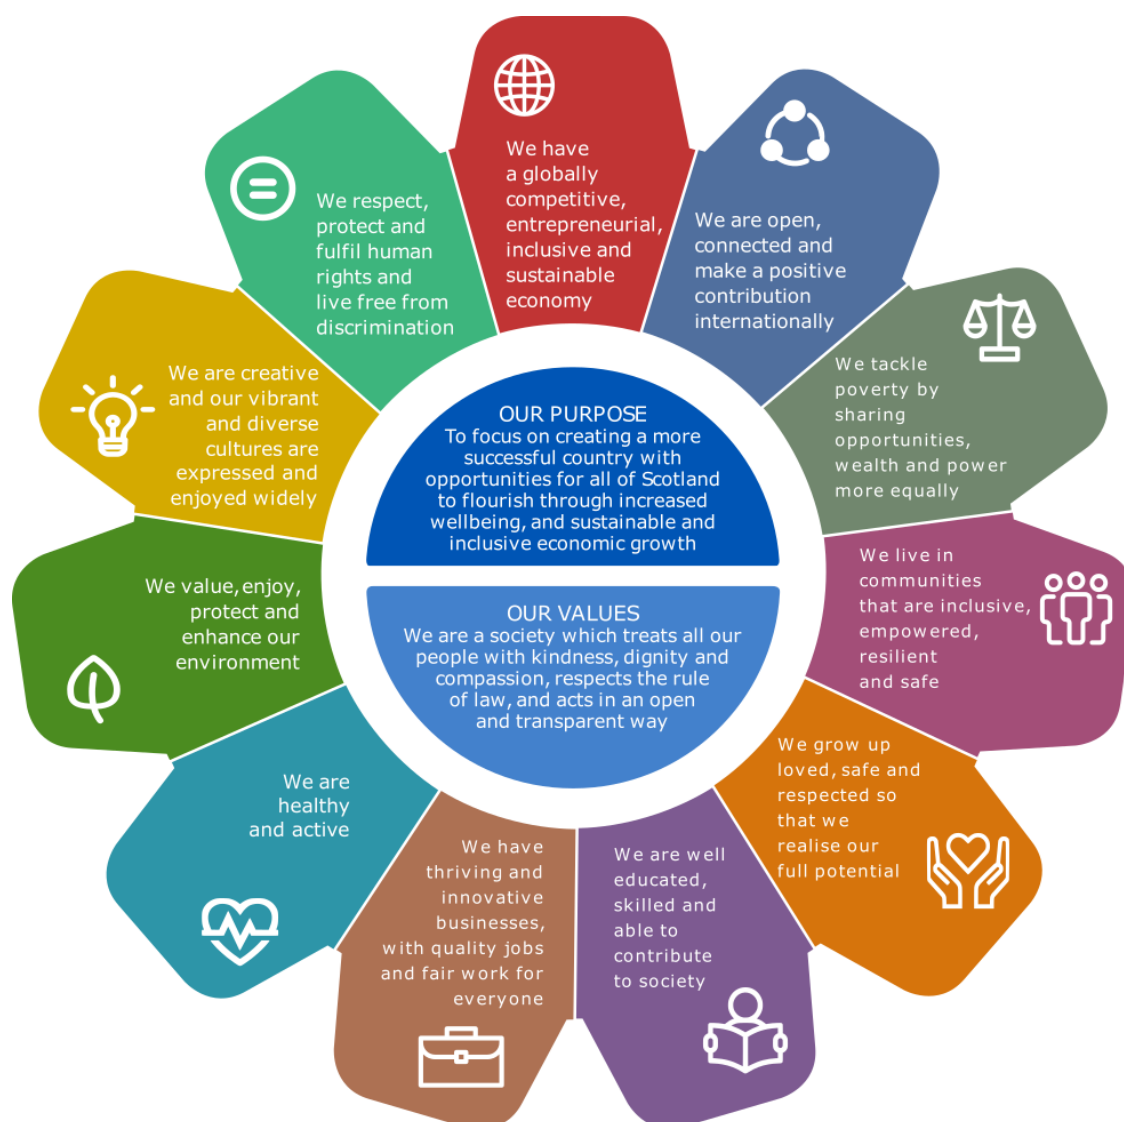 We have
a globally
competitive,
entrepreneurial,
inclusive and
sustainable
economy
We are open,
connected and
make a positive
contribution
internationally
We tackle
poverty by
sharing
opportunities,
wealth and power
more equally
We live in
communities
that are inclusive,
empowered,
resilient
and safe
We grow up
loved, safe and
respected so
that we
realise our
full potential
We are well
educated,
skilled and
able to
contribute
to society
We have
thriving and
innovative
businesses,
with quality jobs
and fair work for
everyone
We are
healthy
and active
We value, enjoy,
protect and
enhance our
environment
We are creative
and our vibrant
and diverse
cultures are
expressed and
enjoyed widely
We respect,
protect and
fulfil human
rights and
live free from
discrimination
OUR PURPOSE
To focus on creating a more
successful country with
opportunities for all of Scotland
to flourish through increased
wellbeing, and sustainable and
inclusive economic growth
OUR VALUES
We are a society which treats all our
people with kindness, dignity and
compassion, respects the rule
of law, and acts in an open
and transparent way